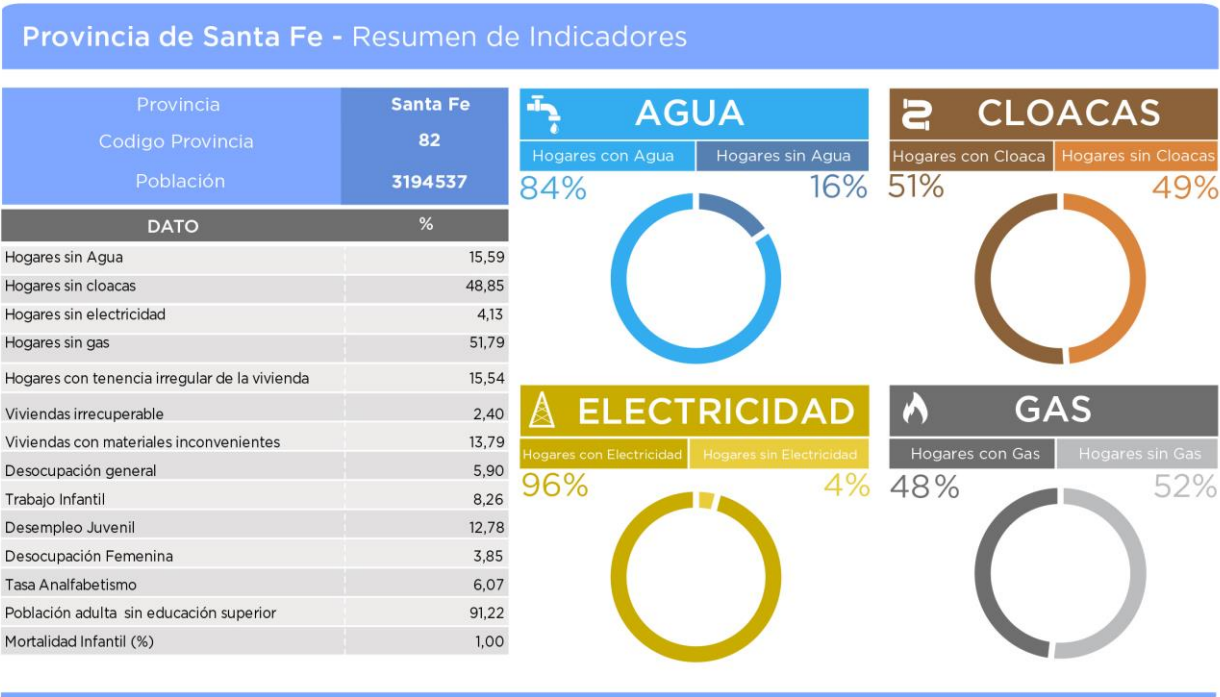 Provincia de Santa Fe - Resumen de Indicadores
Provincia Santa Fe
Codigo Provincia 82
Población 3194537
DATO %
Hogares sin Agua 15,59
Hogares sin cloacas 48,85
Hogares sin electricidad 4,13
Hogares sin gas 51,79
Hogares con tenencia irregular de la vivienda 15,54
Viviendas irrecuperable 2,40
Viviendas con materiales inconvenientes 13,79
Desocupación general 5,90
Trabajo Infantil 8,26
Desempleo Juvenil 12,78
Desocupación Femenina 3,85
Tasa Analfabetismo 6,07
Población adulta sin educación superior 91,22
Mortalidad Infantil (%) 1,00
AGUA
Hogares con Agua Hogares sin Agua
84% 16%
CLOACAS
Hogares con Cloaca Hogares sin Cloacas
51% 49%
ELECTRICIDAD
Hogares con Electricidad Hogares sin Electricidad
96% 4%
GAS
Hogares con Gas Hogares sin Gas
48% 52%